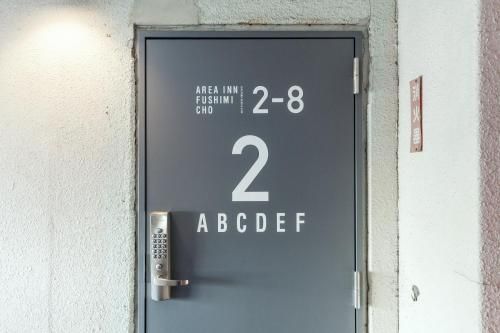 AREA INN
FUSHIMI
CHO
2-8
2
ABCDEF
消火器